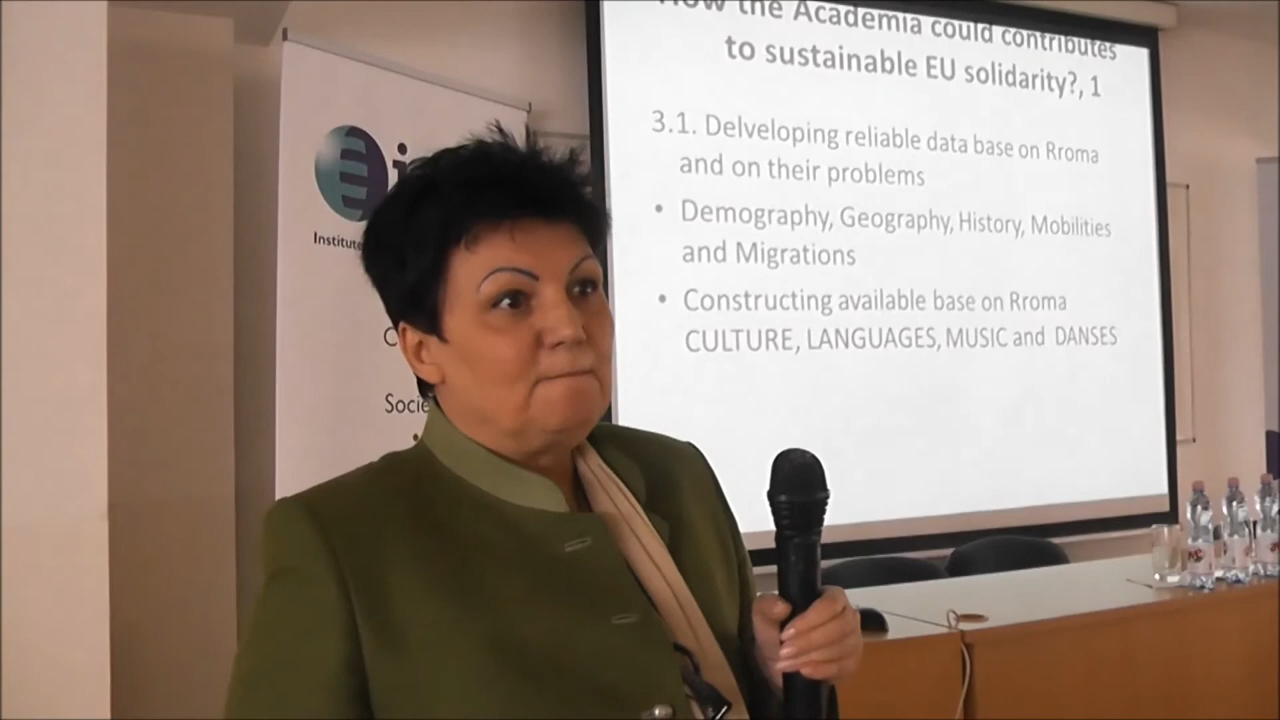 How the Academia could contributes
to sustainable EU solidarity?, 1
3.1. Delveloping reliable data base on Rroma
and on their problems
• Demography, Geography, History, Mobilities
and Migrations
• Constructing available base on Rroma
CULTURE, LANGUAGES, MUSIC and DANSES
Institute